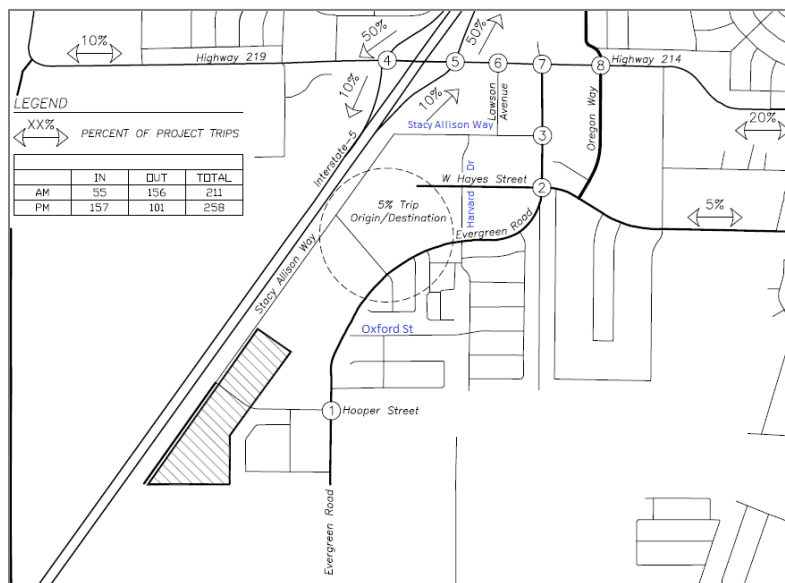 10%
50%
50%
Highway 219
4
5
6
7
8
Highway 214
LEGEND
XX%
PERCENT OF PROJECT TRIPS
10%
10%
Lawson
Avenue
Oregon Way
20%
Stacy Allison Way
3
IN OUT TOTAL
AM 55 156 211
PM 157 101 258
Interstate-5
Harvard Dr
W Hayes Street
2
5% Trip
Origin/Destination
Evergreen Road
5%
Stacy Allison Way
Oxford St
1
Hooper Street
Evergreen Road